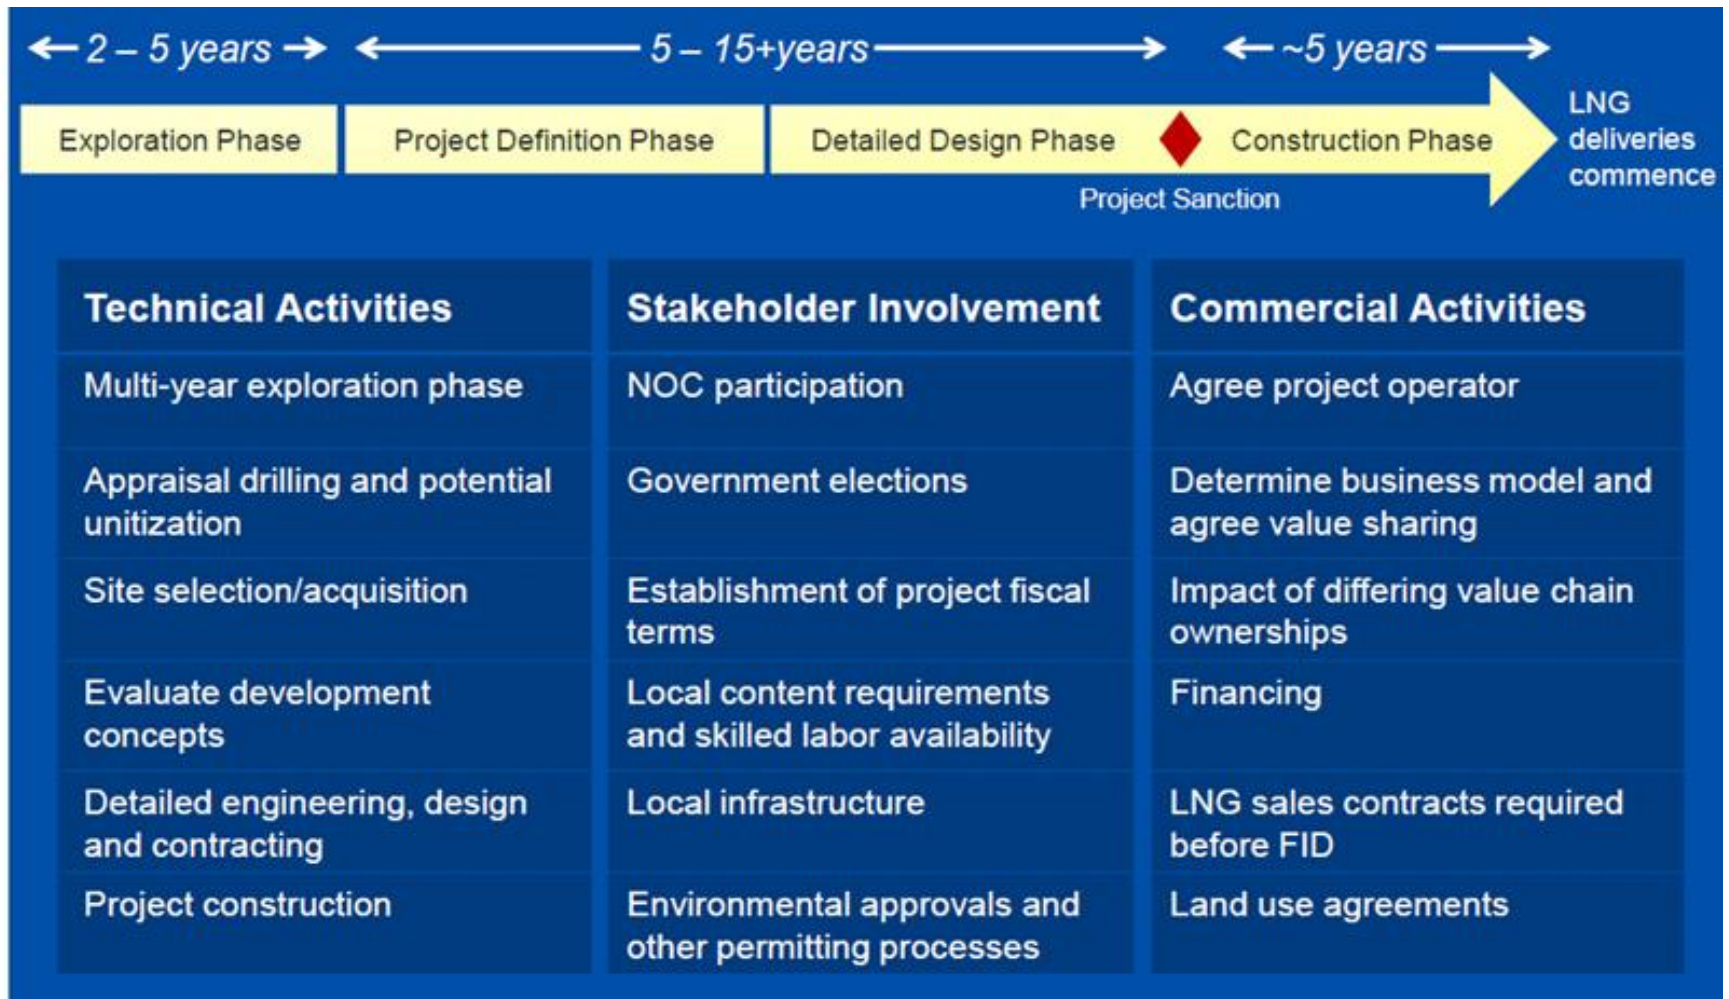 2 – 5 years
5 – 15+years
~5 years
Exploration Phase
Project Definition Phase
Detailed Design Phase
Construction Phase
LNG
deliveries
commence
Project Sanction
Technical Activities
Stakeholder Involvement
Commercial Activities
Multi-year exploration phase
NOC participation
Agree project operator
Appraisal drilling and potential
unitization
Government elections
Determine business model and
agree value sharing
Site selection/acquisition
Establishment of project fiscal
terms
Impact of differing value chain
ownerships
Evaluate development
concepts
Local content requirements
and skilled labor availability
Financing
Detailed engineering, design
and contracting
Local infrastructure
LNG sales contracts required
before FID
Project construction
Environmental approvals and
other permitting processes
Land use agreements